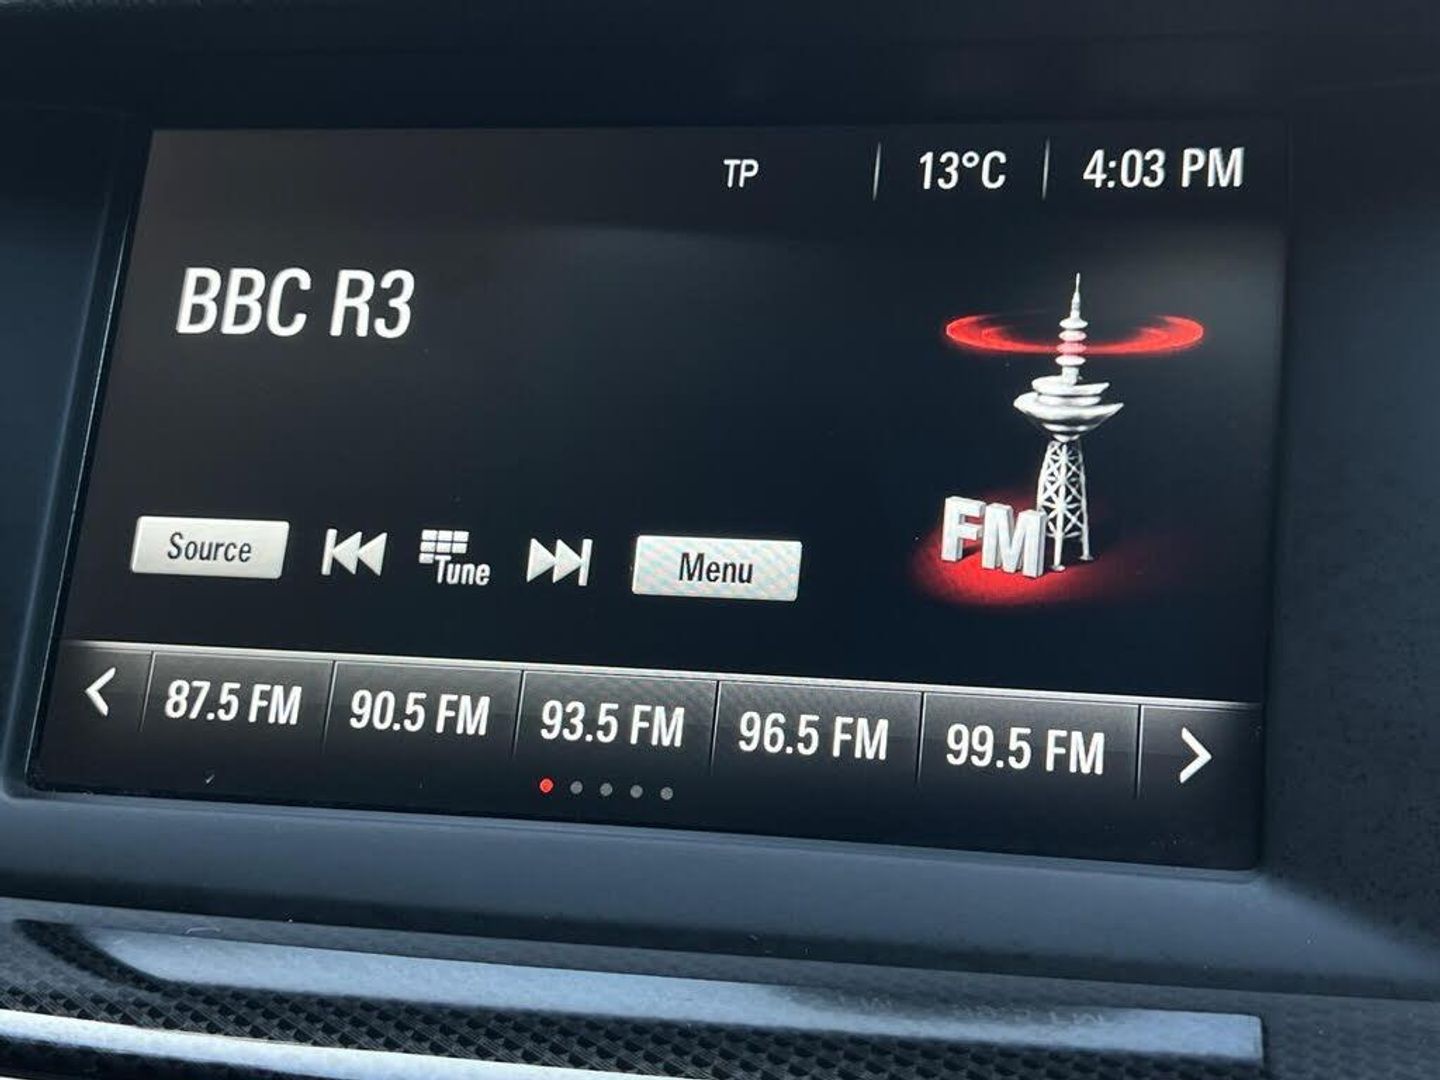 TP 13°C 4:03 PM
BBC R3
FM
Source Tune Menu
87.5 FM 90.5 FM 93.5 FM 96.5 FM 99.5 FM